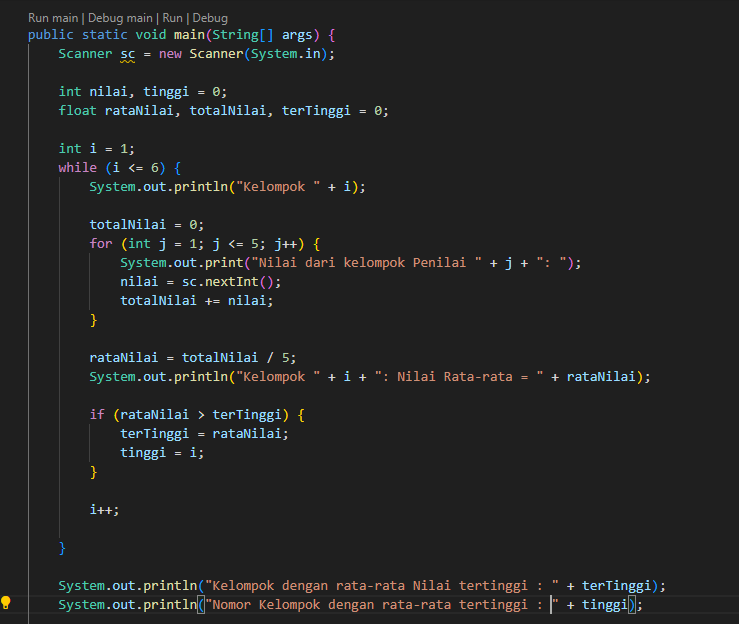 Run main | Debug main | Run | Debug
public static void main(String[] args) {
Scanner sc = new Scanner(System.in);
int nilai, tinggi = 0;
float rataNilai, totalNilai, terTinggi = 0;
int i = 1;
while (i <= 6) {
System.out.println("Kelompok " + i);
totalNilai = 0;
for (int j = 1; j <= 5; j++) {
System.out.print("Nilai dari kelompok Penilai " + j + ": ");
nilai = sc.nextInt();
totalNilai += nilai;
}
rataNilai = totalNilai / 5;
System.out.println("Kelompok " + i + ": Nilai Rata-rata = " + rataNilai);
if (rataNilai > terTinggi) {
terTinggi = rataNilai;
tinggi = i;
}
i++;
}
System.out.println("Kelompok dengan rata-rata Nilai tertinggi : " + terTinggi);
System.out.println("Nomor Kelompok dengan rata-rata tertinggi : " + tinggi);